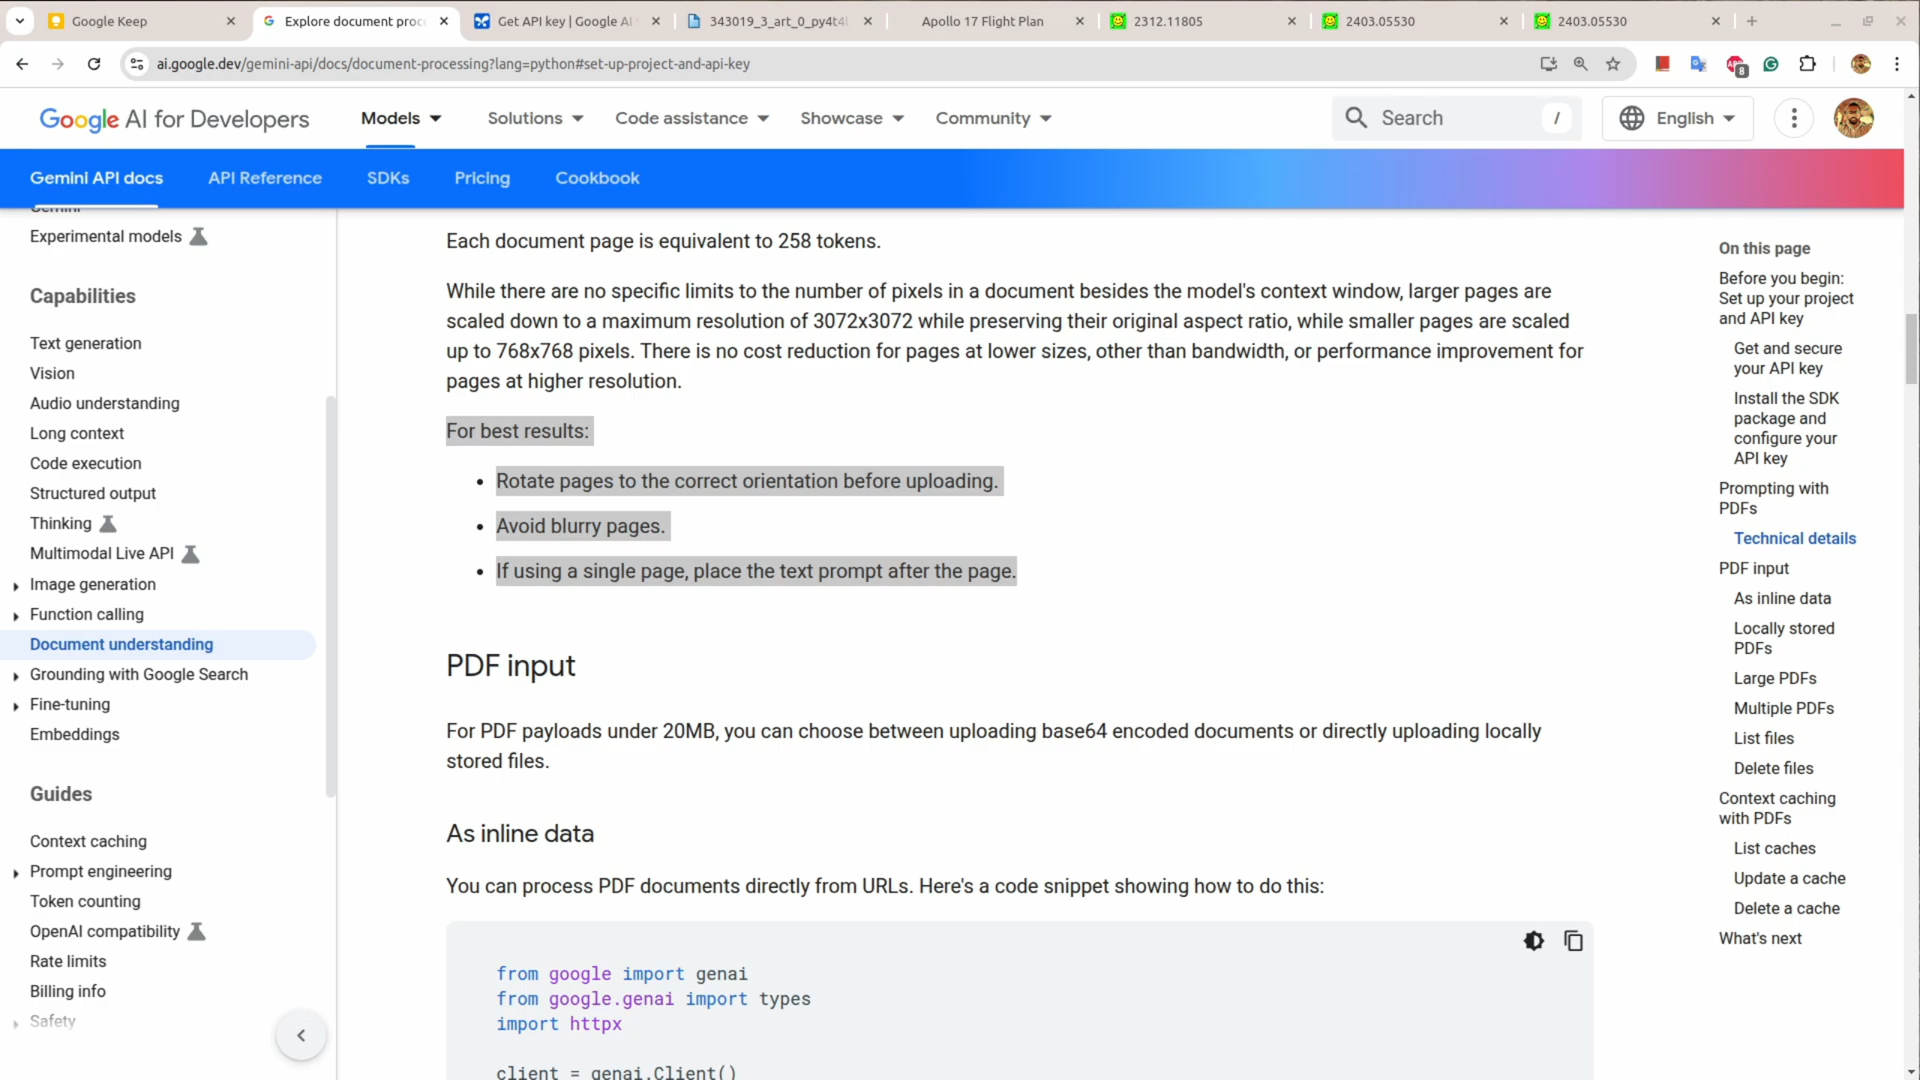 Google Keep
Explore document proc
Get API key | Google AI
343019_3_art_0_py4t4l
Apollo 17 Flight Plan
2312.11805
2403.05530
2403.05530
ai.google.dev/gemini-api/docs/document-processing?lang=python#set-up-project-and-api-key
8
Google AI for Developers
Models
Solutions
Code assistance
Showcase
Community
Search
/
English
Gemini API docs
API Reference
SDKs
Pricing
Cookbook
Gemini
Experimental models
Capabilities
Text generation
Vision
Audio understanding
Long context
Code execution
Structured output
Thinking
Multimodal Live API
Image generation
Function calling
Document understanding
Grounding with Google Search
Fine-tuning
Embeddings
Guides
Context caching
Prompt engineering
Token counting
OpenAI compatibility
Rate limits
Billing info
Safety
Each document page is equivalent to 258 tokens.
While there are no specific limits to the number of pixels in a document besides the model's context window, larger pages are
scaled down to a maximum resolution of 3072x3072 while preserving their original aspect ratio, while smaller pages are scaled
up to 768x768 pixels. There is no cost reduction for pages at lower sizes, other than bandwidth, or performance improvement for
pages at higher resolution.
For best results:
• Rotate pages to the correct orientation before uploading.
• Avoid blurry pages.
• If using a single page, place the text prompt after the page.
PDF input
For PDF payloads under 20MB, you can choose between uploading base64 encoded documents or directly uploading locally
stored files.
As inline data
You can process PDF documents directly from URLs. Here's a code snippet showing how to do this:
from google import genai
from google.genai import types
import httpx
client = genai.Client()
On this page
Before you begin:
Set up your project
and API key
Get and secure
your API key
Install the SDK
package and
configure your
API key
Prompting with
PDFs
Technical details
PDF input
As inline data
Locally stored
PDFs
Large PDFs
Multiple PDFs
List files
Delete files
Context caching
with PDFs
List caches
Update a cache
Delete a cache
What's next